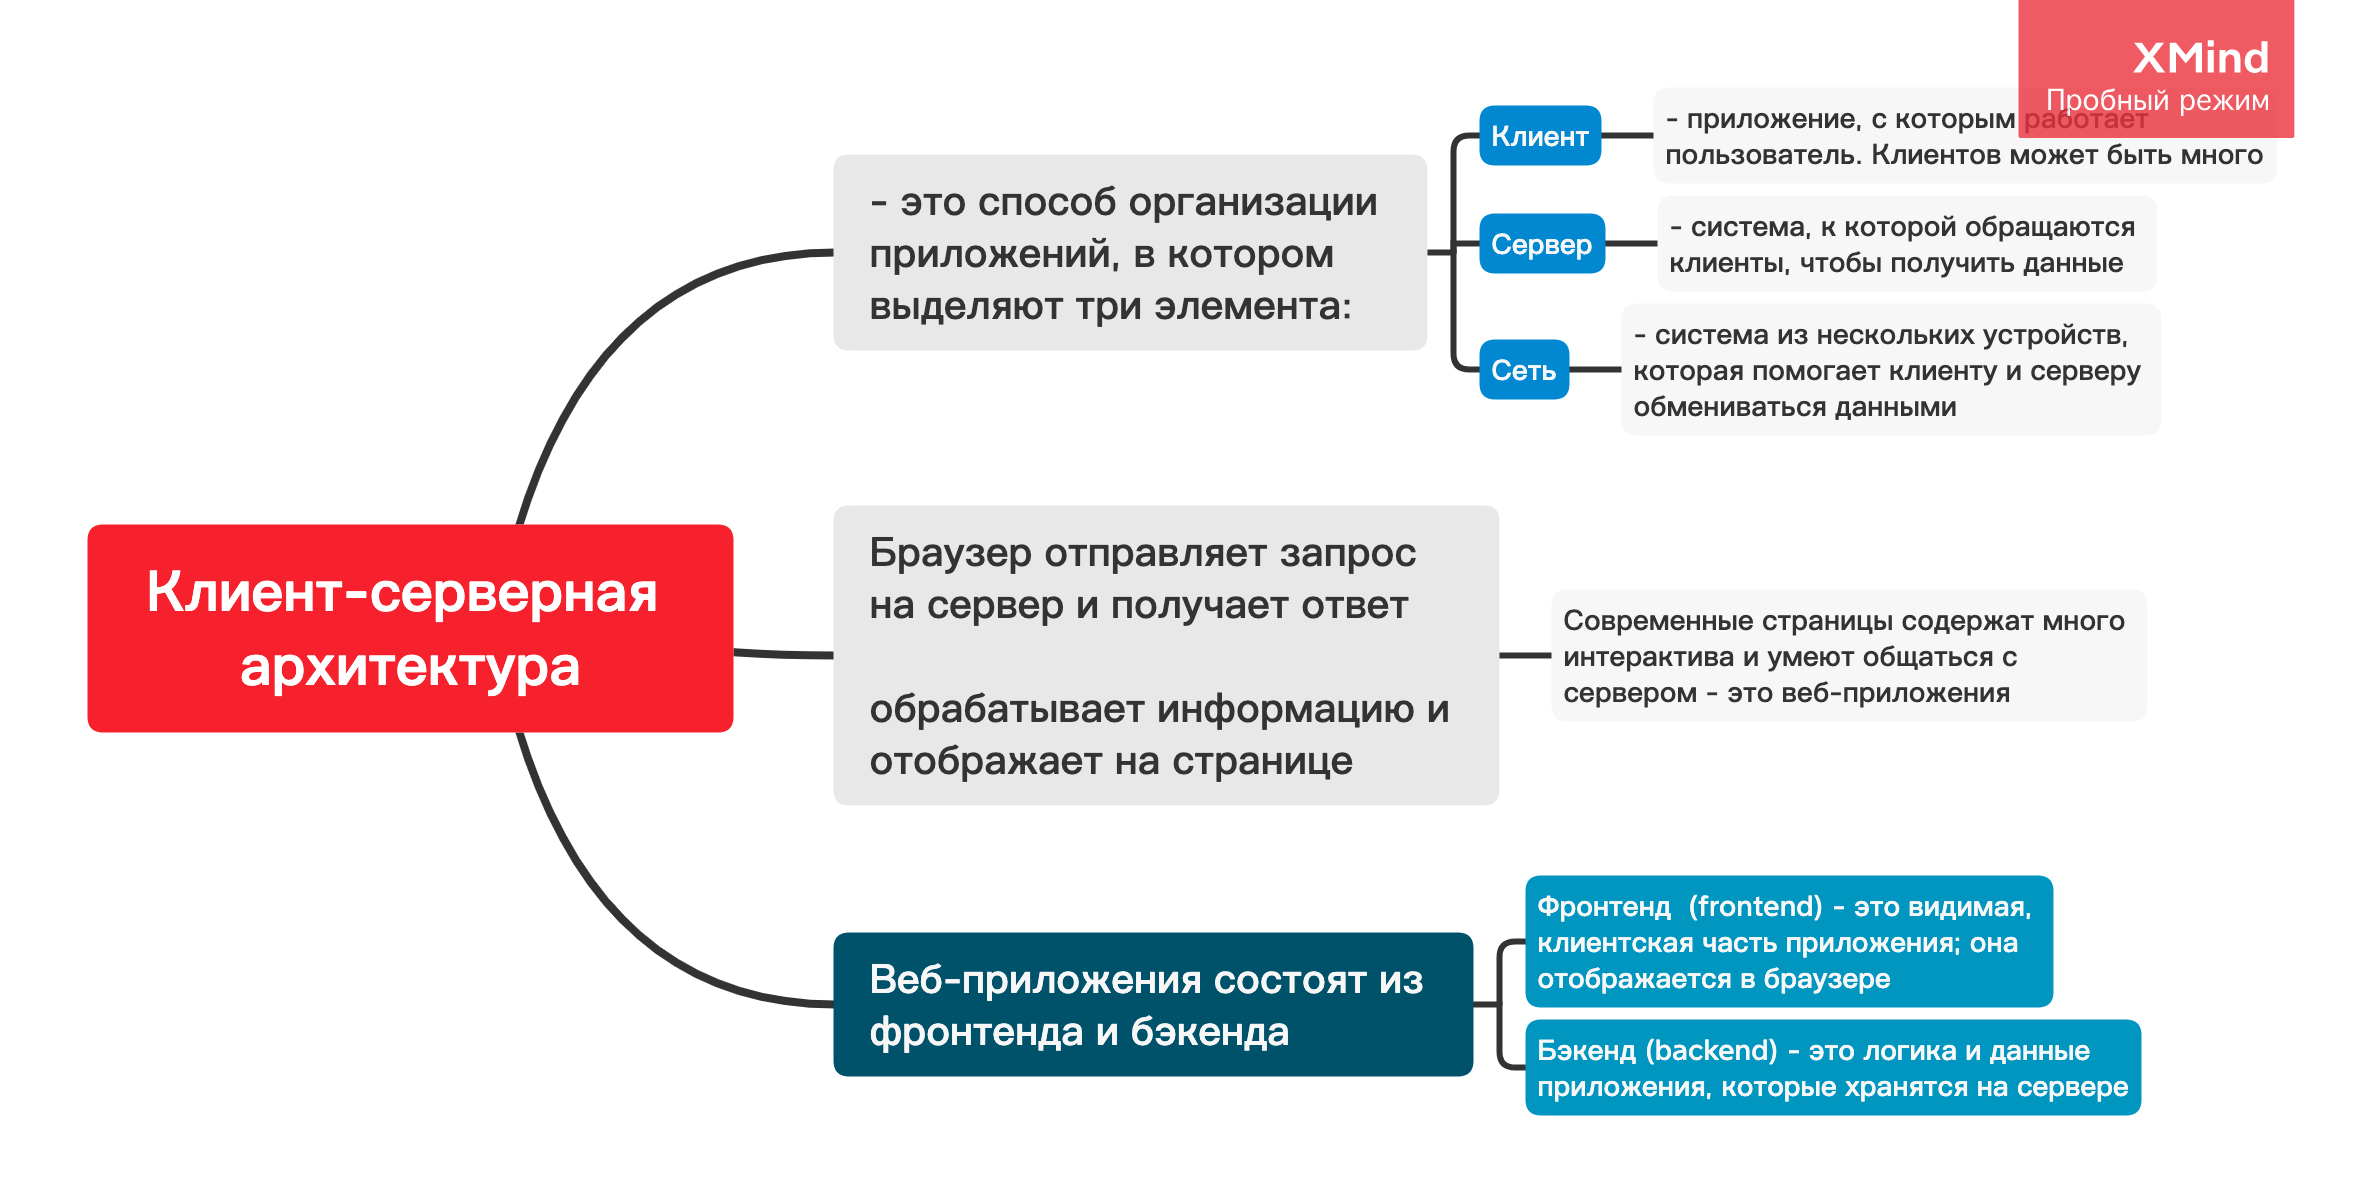 XMind
Пробный режим
Клиент
- приложение, с которым работает
пользователь. Клиентов может быть много
- это способ организации
приложений, в котором
выделяют три элемента:
Сервер
- система, к которой обращаются
клиенты, чтобы получить данные
Сеть
- система из нескольких устройств,
которая помогает клиенту и серверу
обмениваться данными
Клиент-серверная
архитектура
Браузер отправляет запрос
на сервер и получает ответ
обрабатывает информацию и
отображает на странице
Современные страницы содержат много
интерактива и умеют общаться с
сервером - это веб-приложения
Веб-приложения состоят из
фронтенда и бэкенда
Фронтенд (frontend) - это видимая,
клиентская часть приложения; она
отображается в браузере
Бэкенд (backend) - это логика и данные
приложения, которые хранятся на сервере